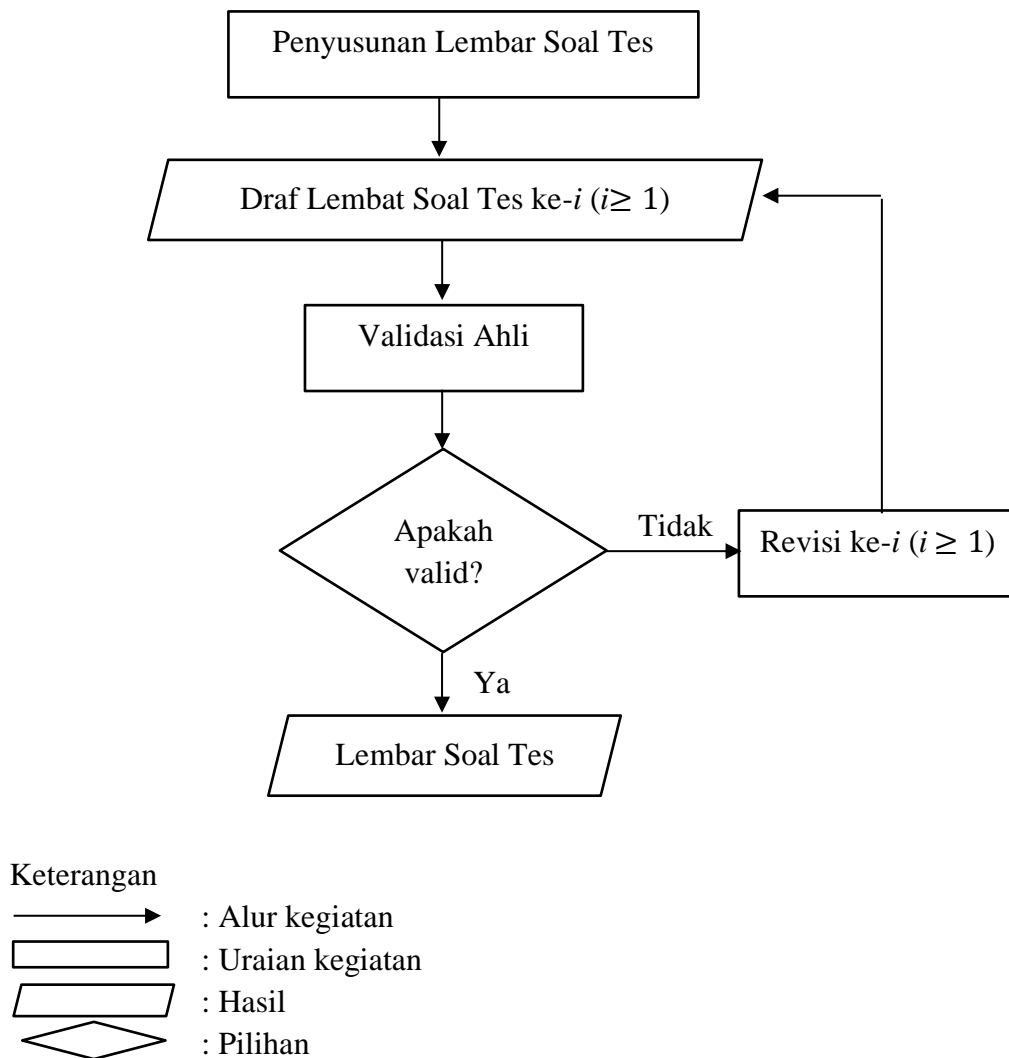 Penyusunan Lembar Soal Tes
Draf Lembat Soal Tes ke-i (i≥ 1)
Validasi Ahli
Apakah
valid?
Tidak
Revisi ke-i (i ≥ 1)
Ya
Lembar Soal Tes
Keterangan
: Alur kegiatan
: Uraian kegiatan
: Hasil
: Pilihan